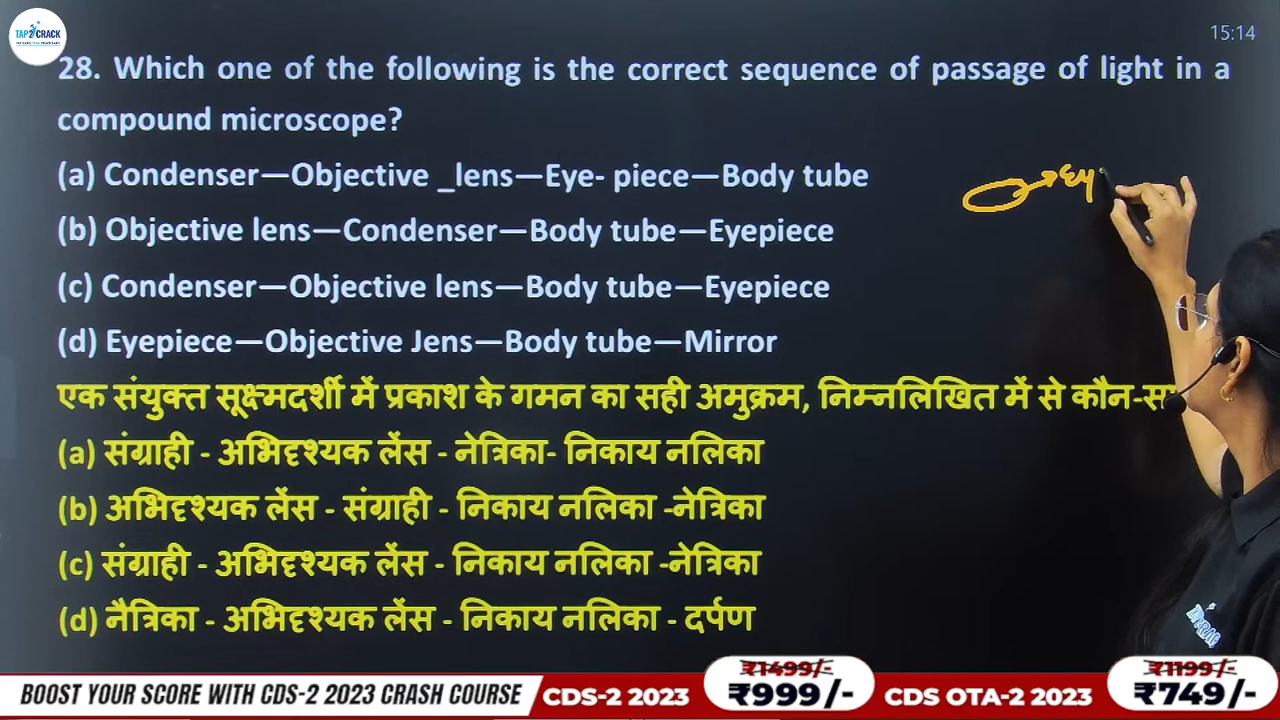 TAP2CRACK
15:14
28. Which one of the following is the correct sequence of passage of light in a
compound microscope?
(a) Condenser—Objective _lens—Eye- piece—Body tube
(b) Objective lens—Condenser—Body tube—Eyepiece
(c) Condenser—Objective lens—Body tube—Eyepiece
(d) Eyepiece—Objective Jens—Body tube—Mirror
Ey
एक संयुक्त सूक्ष्मदर्शी में प्रकाश के गमन का सही अमुक्रम, निम्नलिखित में से कौन-सा
(a) संग्राही - अभिदृश्यक लेंस - नेत्रिका- निकाय नलिका
(b) अभिदृश्यक लेंस - संग्राही - निकाय नलिका -नेत्रिका
(c) संग्राही - अभिदृश्यक लेंस - निकाय नलिका -नेत्रिका
(d) नैत्रिका - अभिदृश्यक लेंस - निकाय नलिका - दर्पण
BOOST YOUR SCORE WITH CDS-2 2023 CRASH COURSE
CDS-2 2023
₹1499/-
₹999/-
CDS OTA-2 2023
₹1199/-
₹749/-